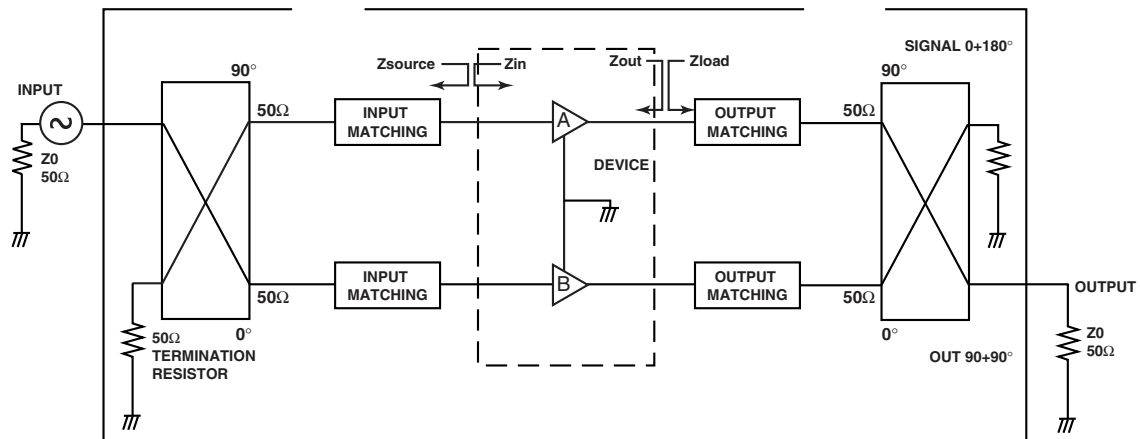 SIGNAL 0+180°
Zsource
Zin
Zout
Zload
90°
90°
INPUT
50Ω
50Ω
INPUT
MATCHING
A
OUTPUT
MATCHING
Z0
50Ω
DEVICE
50Ω
50Ω
INPUT
MATCHING
B
OUTPUT
MATCHING
OUTPUT
0°
0°
50Ω
TERMINATION
RESISTOR
Z0
50Ω
OUT 90+90°